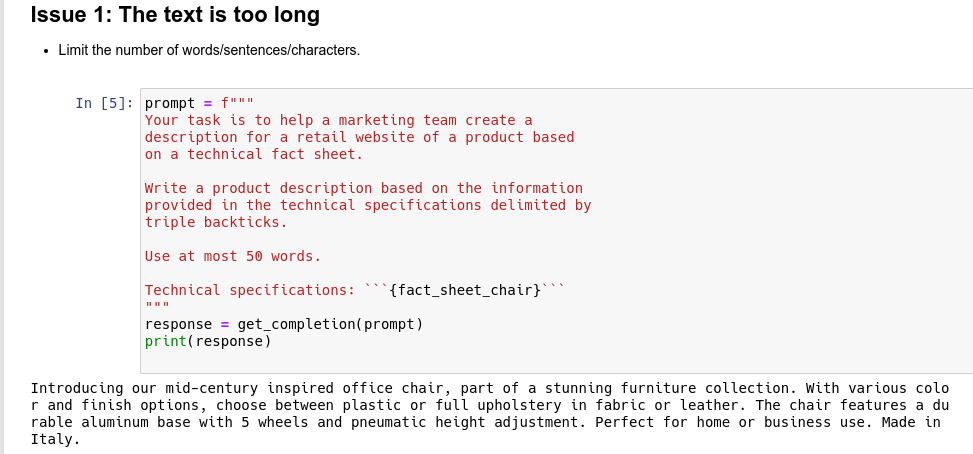 Issue 1: The text is too long
• Limit the number of words/sentences/characters.
In [5]: prompt = f"""
Your task is to help a marketing team create a
description for a retail website of a product based
on a technical fact sheet.
Write a product description based on the information
provided in the technical specifications delimited by
triple backticks.
Use at most 50 words.
Technical specifications: ```{fact_sheet_chair}```
"""
response = get_completion(prompt)
print(response)
Introducing our mid-century inspired office chair, part of a stunning furniture collection. With various colo
r and finish options, choose between plastic or full upholstery in fabric or leather. The chair features a du
rable aluminum base with 5 wheels and pneumatic height adjustment. Perfect for home or business use. Made in
Italy.